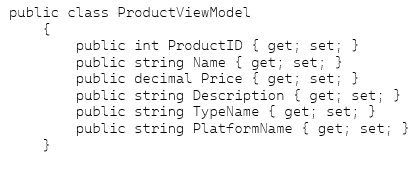 public class ProductViewModel
    {
        public int ProductID { get; set; }
        public string Name { get; set; }
        public decimal Price { get; set; }
        public string Description { get; set; }
        public string TypeName { get; set; }
        public string PlatformName { get; set; }
    }